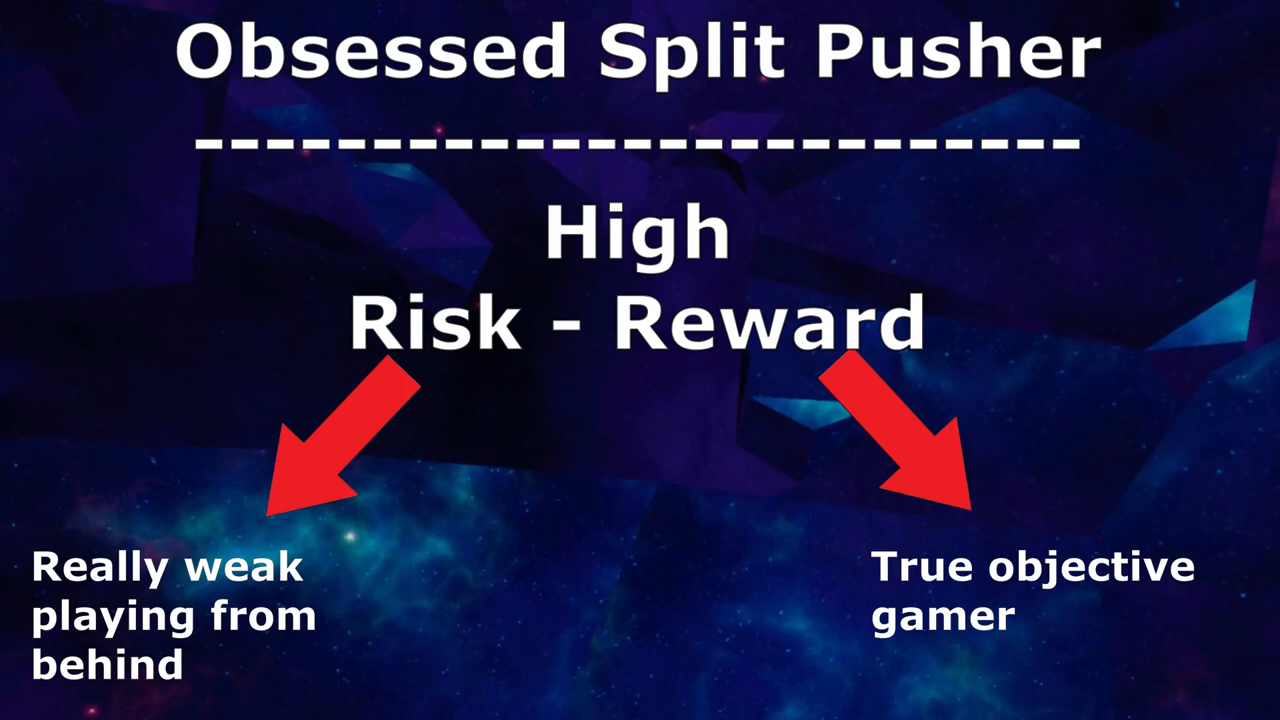 Obsessed Split Pusher
-------------------------
High
Risk - Reward
Really weak
playing from
behind
True objective
gamer